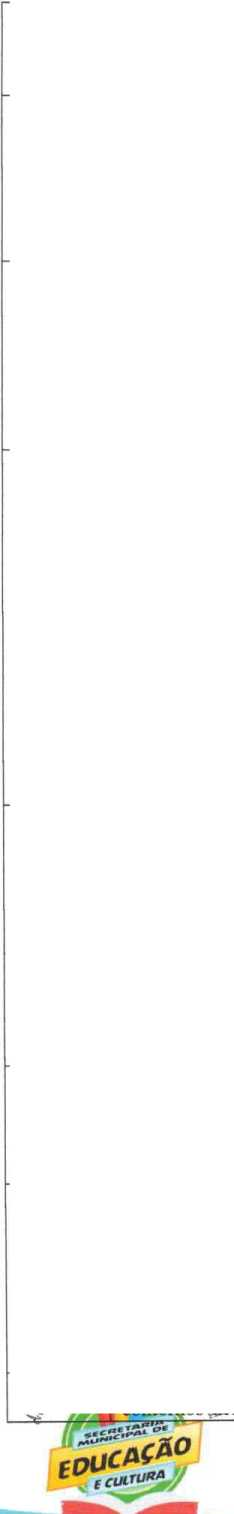 SECRETARIA
MUNICIPAL DE
EDUCAÇÃO
E CULTURA